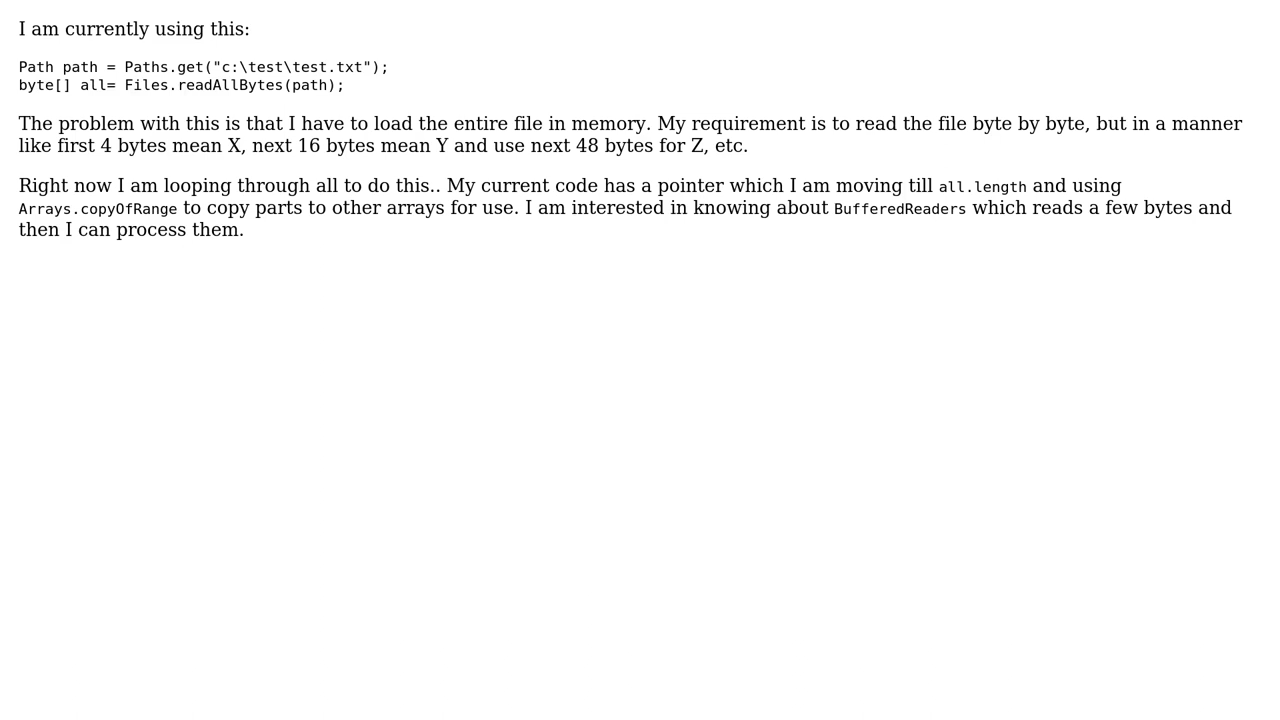 I am currently using this:
Path path = Paths.get("c:\test\test.txt");
byte[] all= Files.readAllBytes(path);
The problem with this is that I have to load the entire file in memory. My requirement is to read the file byte by byte, but in a manner
like first 4 bytes mean X, next 16 bytes mean Y and use next 48 bytes for Z, etc.
Right now I am looping through all to do this.. My current code has a pointer which I am moving till all.length and using
Arrays.copyOfRange to copy parts to other arrays for use. I am interested in knowing about BufferedReaders which reads a few bytes and
then I can process them.